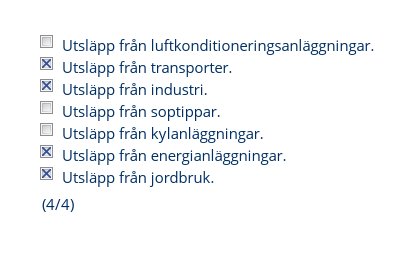 Utsläpp från luftkonditioneringsanläggningar.
Utsläpp från transporter.
Utsläpp från industri.
Utsläpp från soptippar.
Utsläpp från kylanläggningar.
Utsläpp från energianläggningar.
Utsläpp från jordbruk.
(4/4)